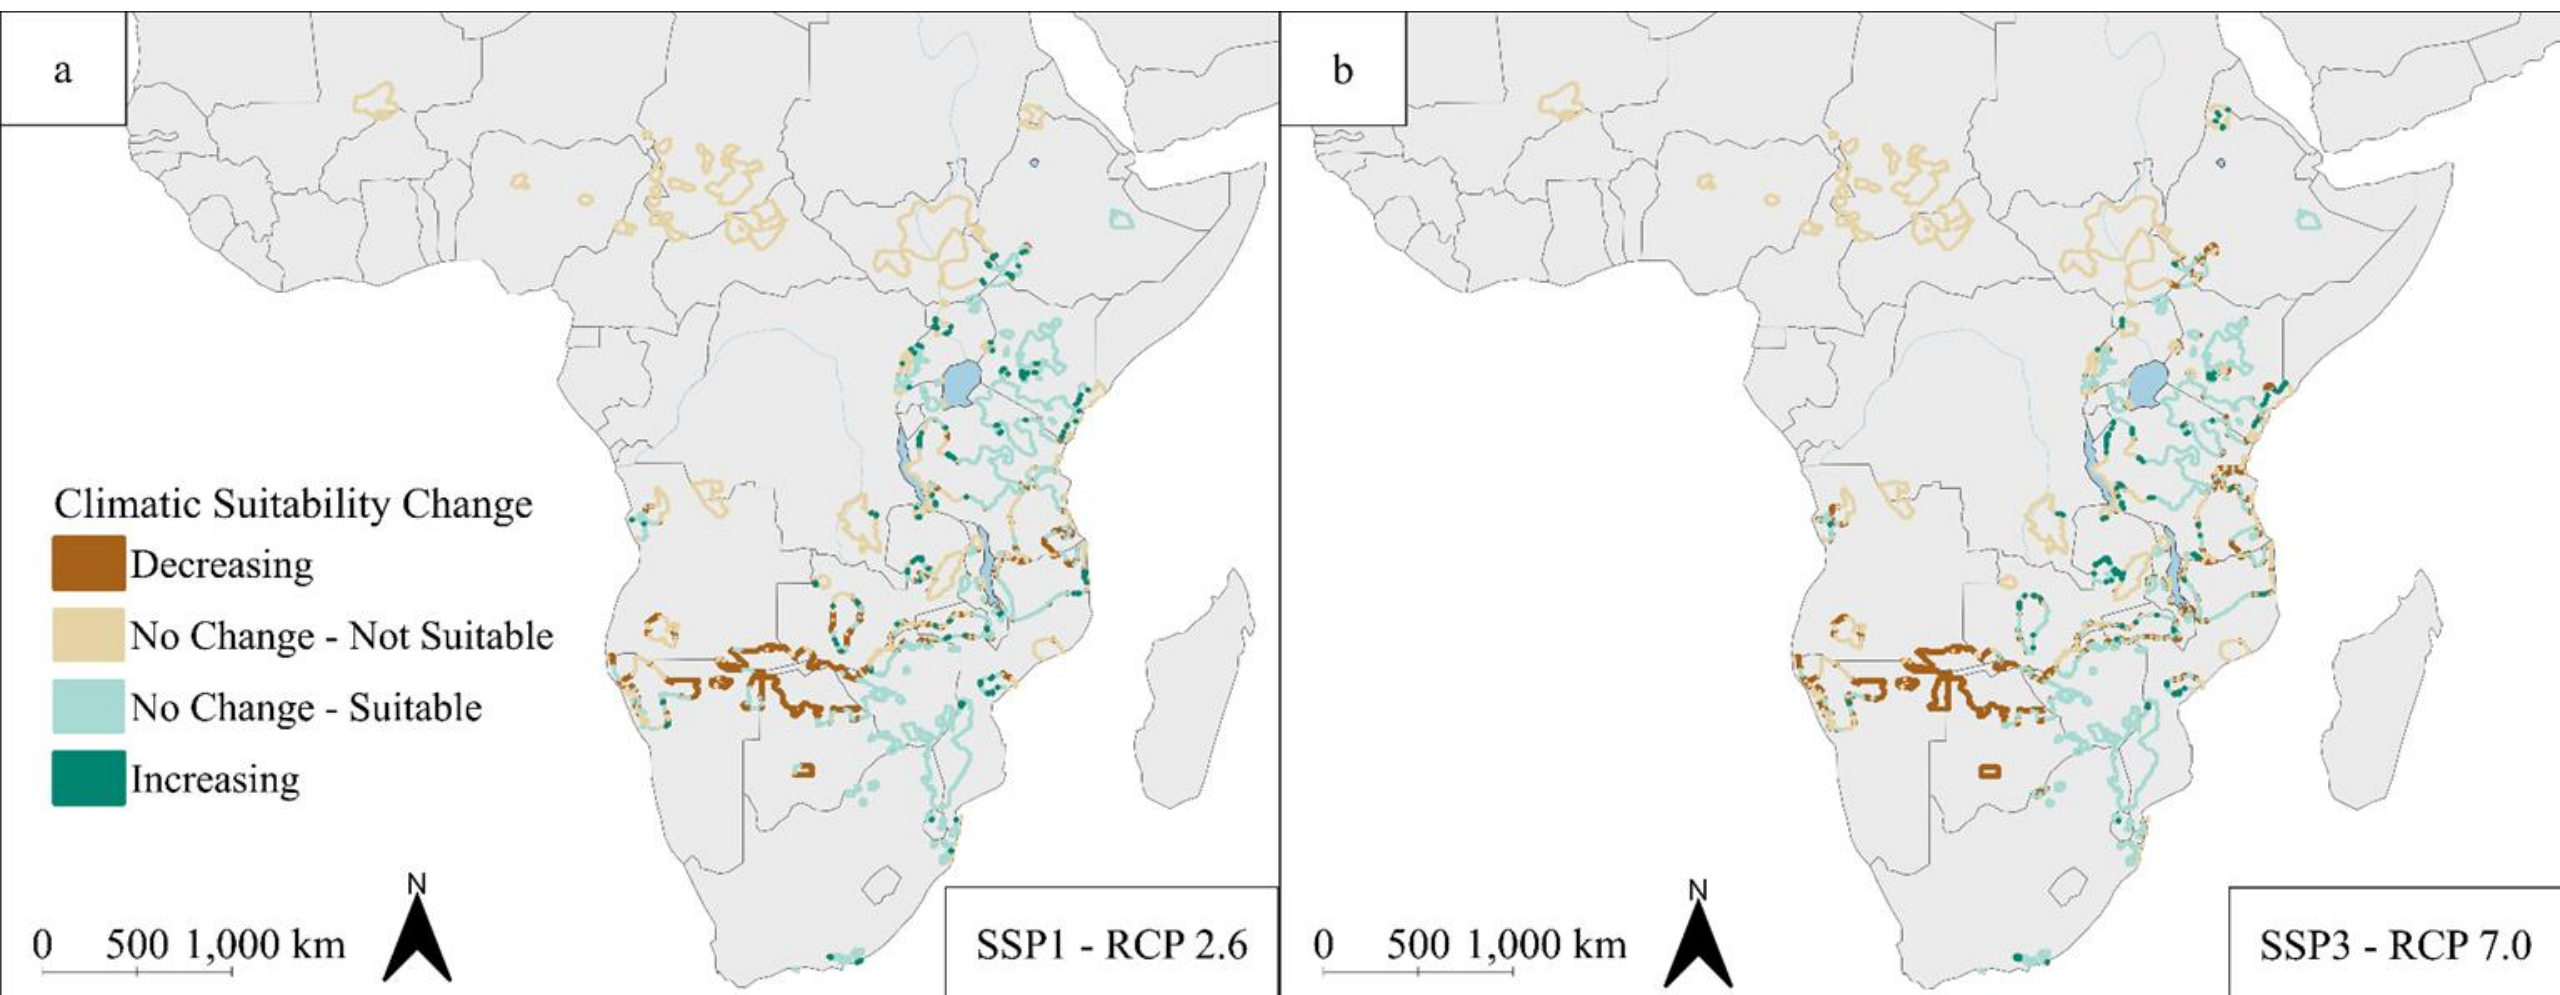 a
Climatic Suitability Change
Decreasing
No Change - Not Suitable
No Change - Suitable
Increasing
N
0 500 1,000 km
SSP1 - RCP 2.6
b
N
0 500 1,000 km
SSP3 - RCP 7.0